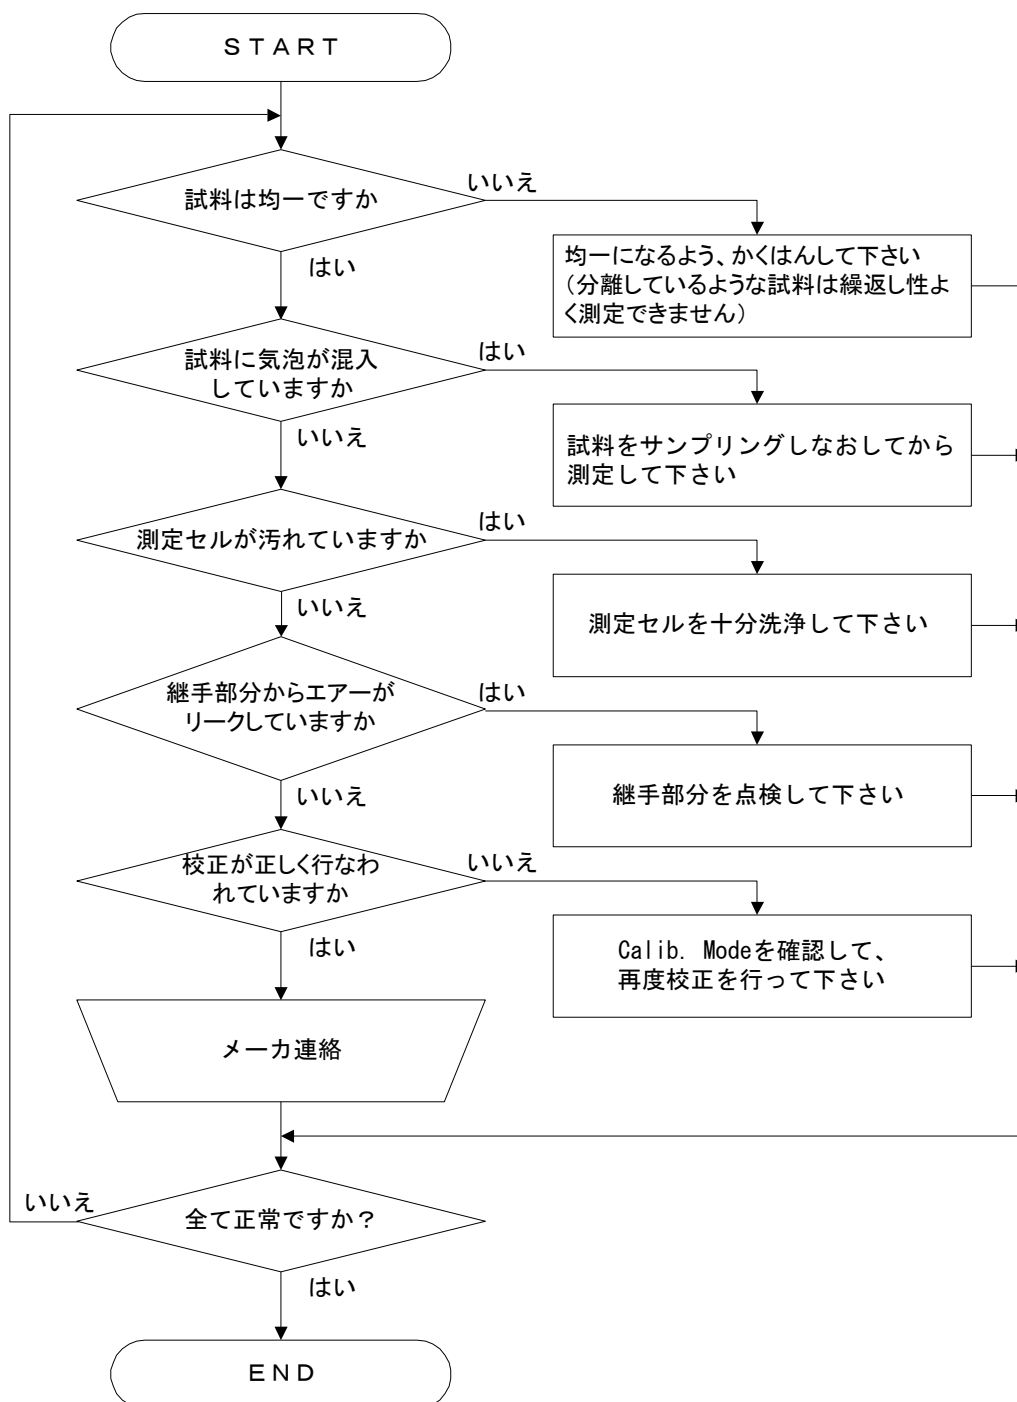 ＳＴＡＲＴ
試料は均一ですか
いいえ
はい
均一になるよう、かくはんして下さい
（分離しているような試料は繰返し性よ
く測定できません）
試料に気泡が混入
していますか
はい
いいえ
試料をサンプリングしなおしてから
測定して下さい
測定セルが汚れていますか
はい
いいえ
測定セルを十分洗浄して下さい
継手部分からエアーが
リークしていますか
はい
いいえ
継手部分を点検して下さい
校正が正しく行なわ
れていますか
いいえ
はい
Calib. Modeを確認して、
再度校正を行って下さい
メーカ連絡
全て正常ですか？
いいえ
はい
ＥＮＤ